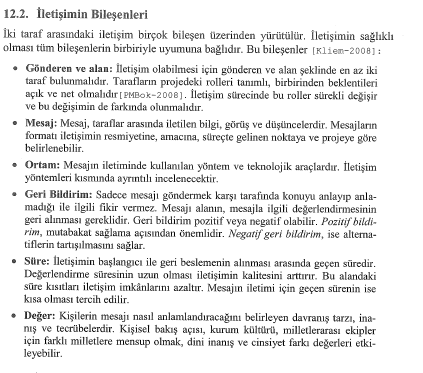 12.2. İletişimin Bileşenleri
İki taraf arasındaki iletişim birçok bileşen üzerinden yürütülür. İletişimin sağlıklı
olması tüm bileşenlerin birbiriyle uyumuna bağlıdır. Bu bileşenler [Kliem-2008]:
• Gönderen ve alan: İletişim olabilmesi için gönderen ve alan şeklinde en az iki
taraf bulunmalıdır. Tarafların projedeki rolleri tanımlı, birbirinden beklentileri
açık ve net olmalıdır[PMBok-2008]. İletişim sürecinde bu roller sürekli değişir
ve bu değişimin de farkında olunmalıdır.
• Mesaj: Mesaj, taraflar arasında iletilen bilgi, görüş ve düşüncelerdir. Mesajların
formatı iletişimin resmiyetine, amacına, süreçte gelinen noktaya ve projeye göre
belirlenebilir.
• Ortam: Mesajın iletiminde kullanılan yöntem ve teknolojik araçlardır. İletişim
yöntemleri kısmında ayrıntılı incelenecektir.
• Geri Bildirim: Sadece mesajı göndermek karşı tarafında konuyu anlayıp anla-
madığı ile ilgili fikir vermez. Mesajı alanın, mesajla ilgili değerlendirmesinin
geri alınması gereklidir. Geri bildirim pozitif veya negatif olabilir. Pozitif bildi-
rim, mutabakat sağlama açısından önemlidir. Negatif geri bildirim, ise alterna-
tiflerin tartışılmasını sağlar.
• Süre: İletişimin başlangıcı ile geri beslemenin alınması arasında geçen süredir.
Değerlendirme süresinin uzun olması iletişimin kalitesini arttırır. Bu alandaki
süre kısıtları iletişim imkânlarını azaltır. Mesajın iletimi için geçen sürenin ise
kısa olması tercih edilir.
• Değer: Kişilerin mesajı nasıl anlamlandıracağını belirleyen davranış tarzı, ina-
nış ve tecrübelerdir. Kişisel bakış açısı, kurum kültürü, milletlerarası ekipler
için farklı milletlere mensup olmak, dini inanış ve cinsiyet farkı değerleri etki-
leyebilir.